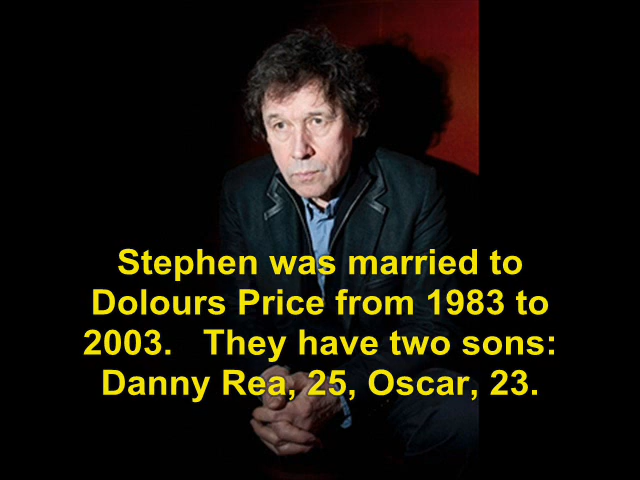 Stephen was married to
Dolours Price from 1983 to
2003.   They have two sons:
Danny Rea, 25, Oscar, 23.